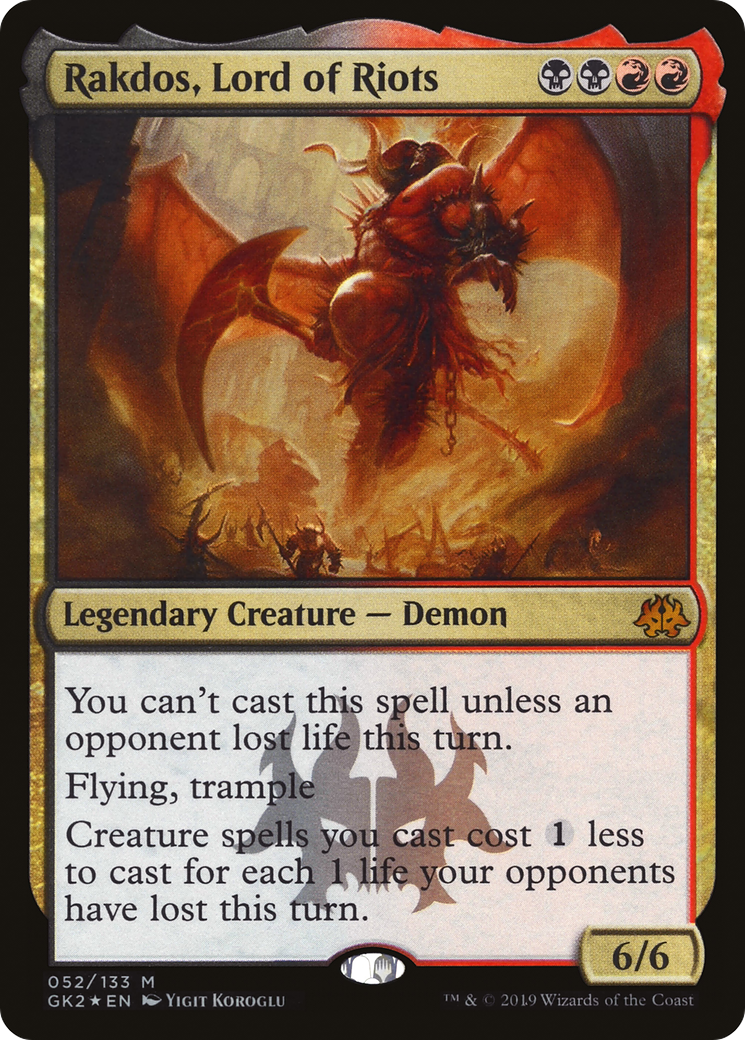 Rakdos, Lord of Riots
Legendary Creature — Demon
You can't cast this spell unless an
opponent lost life this turn.
Flying, trample
Creature spells you cast cost 1 less
to cast for each 1 life your opponents
have lost this turn.
6/6
052/133 M
GK2★EN Yigit Koroglu
™ & © 2019 Wizards of the Coast